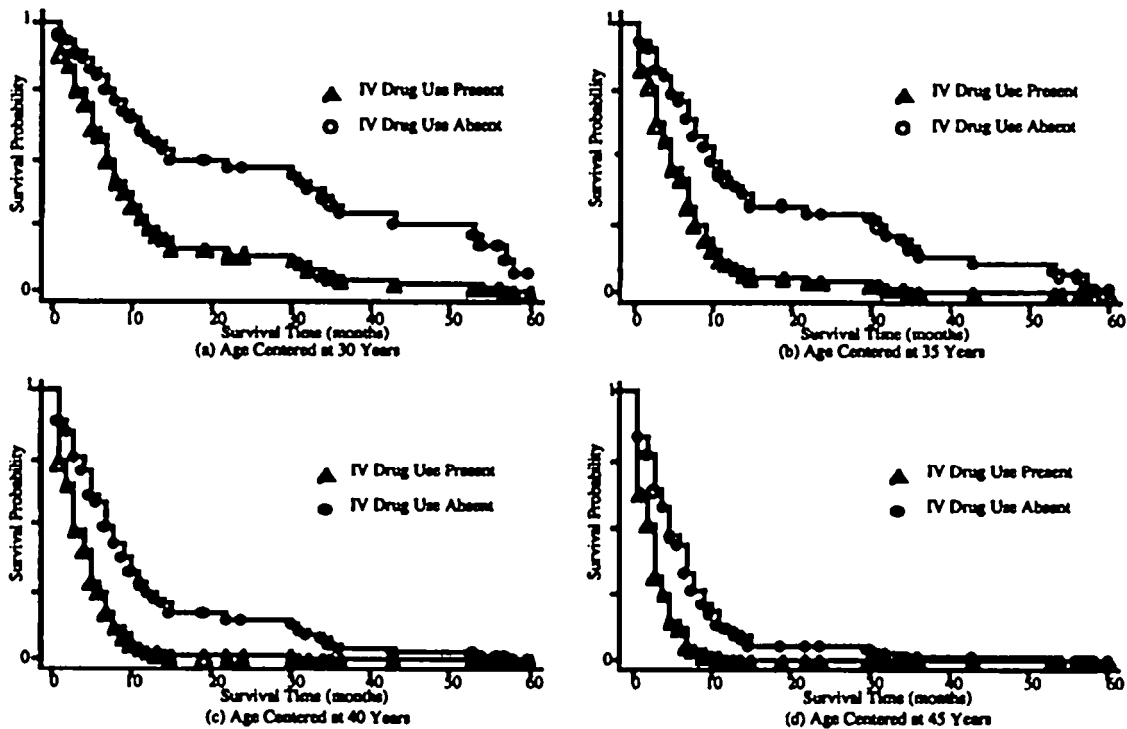 1
Survival Probability
IV Drug Use Present
IV Drug Use Absent
0
0 10 20 30 40 50 60
Survival Time (months)
(a) Age Centered at 30 Years
1
Survival Probability
IV Drug Use Present
IV Drug Use Absent
0
0 10 20 30 40 50 60
Survival Time (months)
(b) Age Centered at 35 Years
1
Survival Probability
IV Drug Use Present
IV Drug Use Absent
0
0 10 20 30 40 50 60
Survival Time (months)
(c) Age Centered at 40 Years
1
Survival Probability
IV Drug Use Present
IV Drug Use Absent
0
0 10 20 30 40 50 60
Survival Time (months)
(d) Age Centered at 45 Years